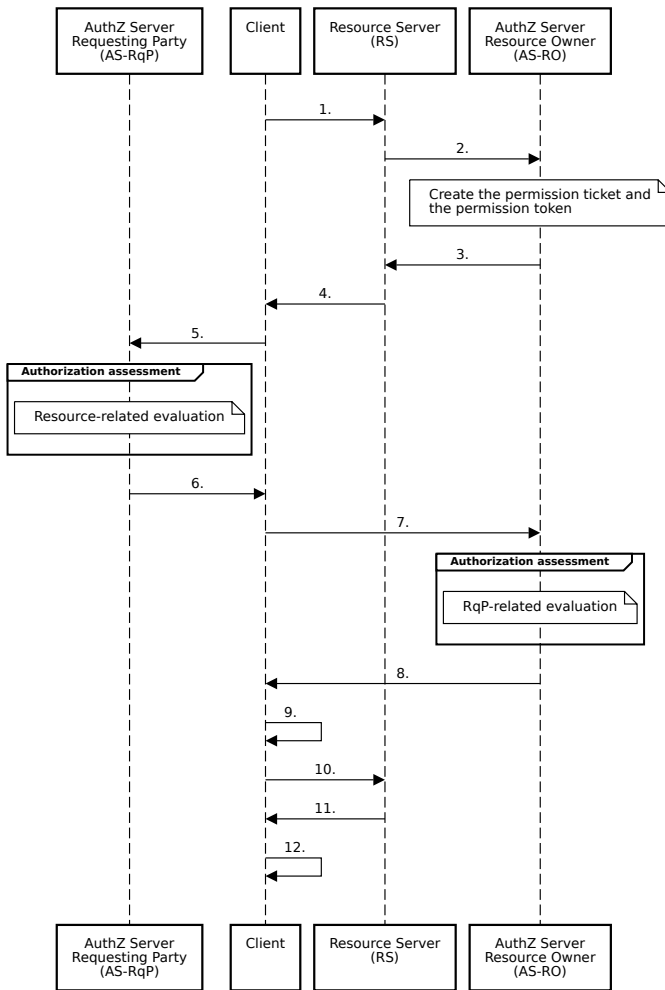 AuthZ Server
Requesting Party
(AS-RqP)
Client
Resource Server
(RS)
AuthZ Server
Resource Owner
(AS-RO)
1.
2.
Create the permission ticket and
the permission token
3.
4.
5.
Authorization assessment
Resource-related evaluation
6.
7.
Authorization assessment
RqP-related evaluation
8.
9.
10.
11.
12.
AuthZ Server
Requesting Party
(AS-RqP)
Client
Resource Server
(RS)
AuthZ Server
Resource Owner
(AS-RO)